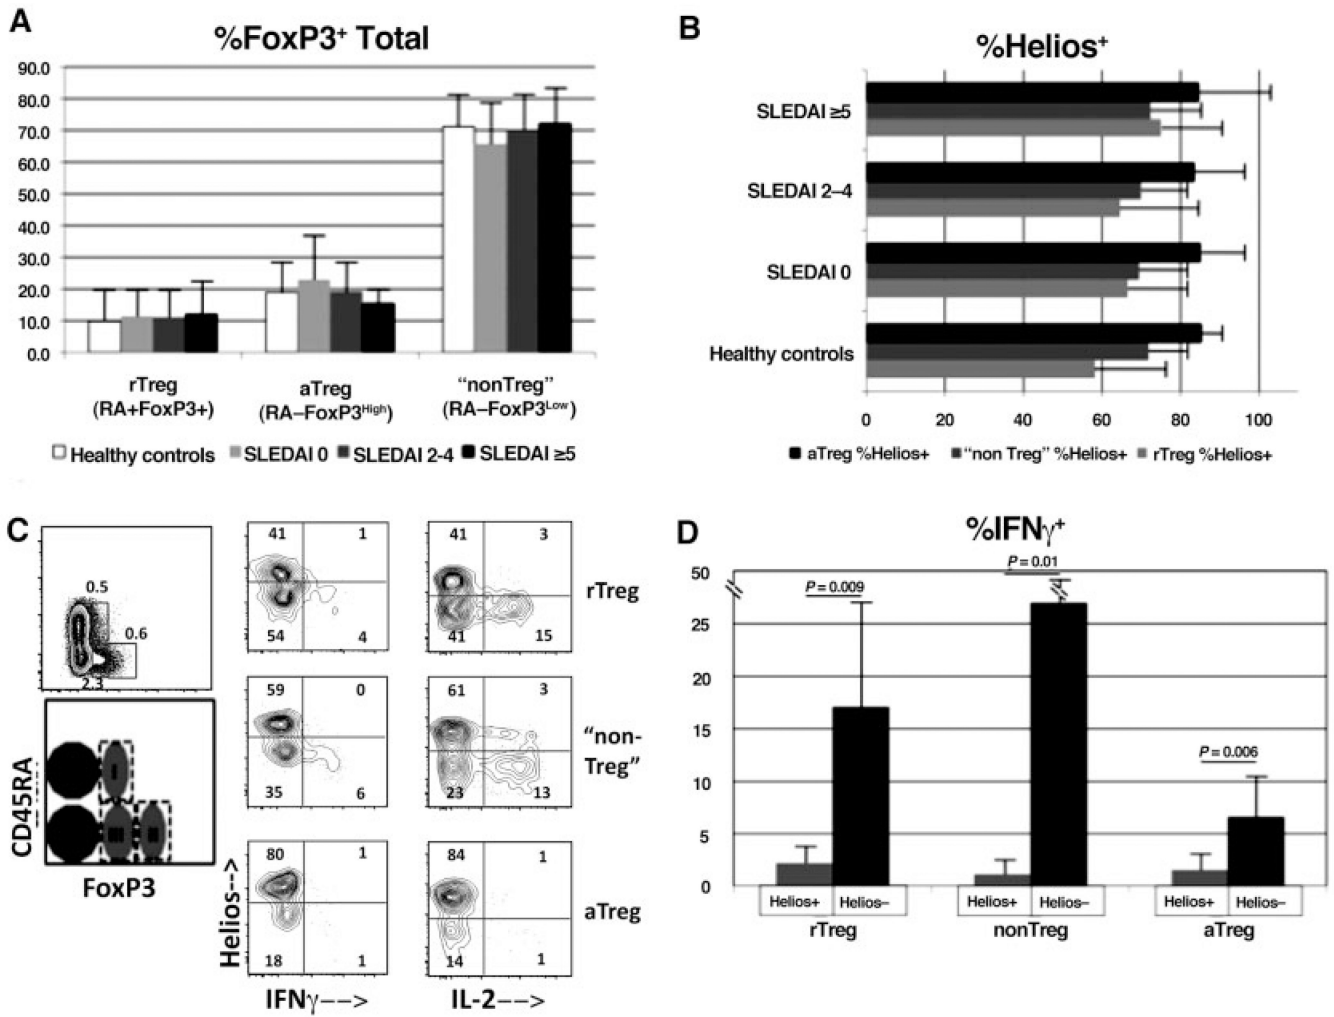 A
%FoxP3⁺ Total
90.0
80.0
70.0
60.0
50.0
40.0
30.0
20.0
10.0
0.0
rTreg
(RA+FoxP3+)
aTreg
(RA–FoxP3ᴴⁱᵍʰ)
“nonTreg”
(RA–FoxP3ᴸᵒʷ)
Healthy controls SLEDAI 0 SLEDAI 2-4 SLEDAI ≥5
B
%Helios⁺
SLEDAI ≥5
SLEDAI 2–4
SLEDAI 0
Healthy controls
0 20 40 60 80 100
aTreg %Helios+ “non Treg” %Helios+ rTreg %Helios+
C
0.5
0.6
2.3
CD45RA
I
III II
FoxP3
41 1
54 4
41 3
41 15
rTreg
59 0
35 6
61 3
23 13
“non-
Treg”
80 1
18 1
84 1
14 1
aTreg
Helios-->
IFNγ––>
IL-2––>
D
%IFNγ⁺
50
25
20
15
10
5
0
P = 0.009
P = 0.01
P = 0.006
Helios+ Helios–
rTreg
Helios+ Helios–
nonTreg
Helios+ Helios–
aTreg